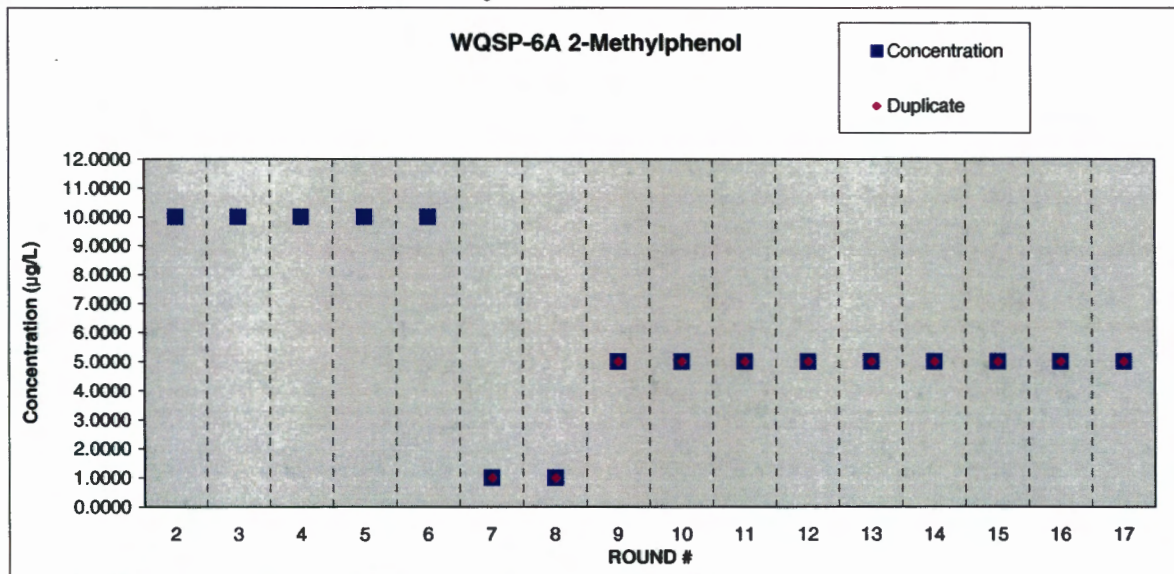 WQSP-6A 2-Methylphenol
Concentration
Duplicate
Concentration (µg/L)
12.0000
11.0000
10.0000
9.0000
8.0000
7.0000
6.0000
5.0000
4.0000
3.0000
2.0000
1.0000
0.0000
2 3 4 5 6 7 8 9 10 11 12 13 14 15 16 17
ROUND #